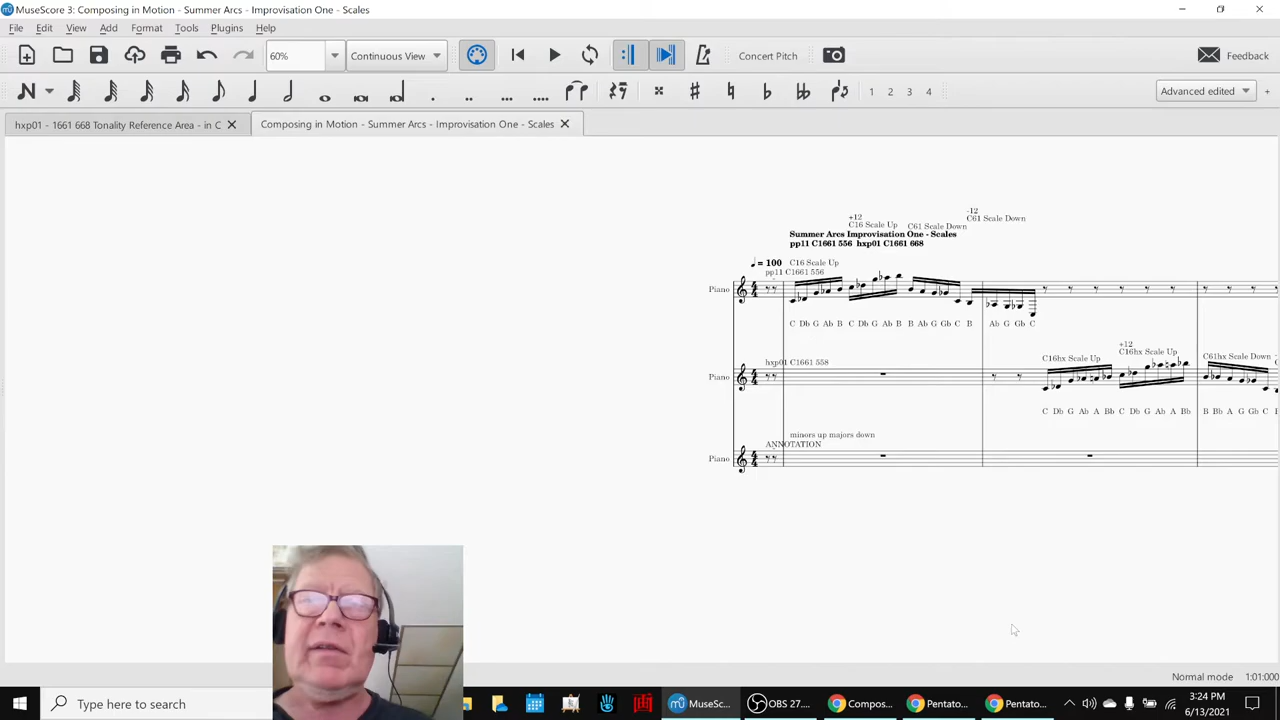 MuseScore 3: Composing in Motion - Summer Arcs - Improvisation One - Scales
File Edit View Add Format Tools Plugins Help
60% Continuous View Concert Pitch Feedback
1 2 3 4 Advanced edited +
hxp01 - 1661 668 Tonality Reference Area - in C Composing in Motion - Summer Arcs - Improvisation One - Scales
-12
+12 C61 Scale Down
C16 Scale Up C61 Scale Down
Summer Arcs Improvisation One - Scales
pp11 C1661 556 hxp01 C1661 668
= 100 C16 Scale Up
pp11 C1661 556
Piano
C Db G Ab B C Db G Ab B B Ab G Gb C B Ab G Gb C
+12
C16hx Scale Up C16hx Scale Up C61hx Scale Down
hxp01 C1661 558
Piano
C Db G Ab A Bb C Db G Ab A Bb B Bb A G Gb C
minors up majors down
ANNOTATION
Piano
Normal mode 1:01:000
Type here to search MuseSc... OBS 27.... Compos... Pentato... Pentato... 3:24 PM
6/13/2021